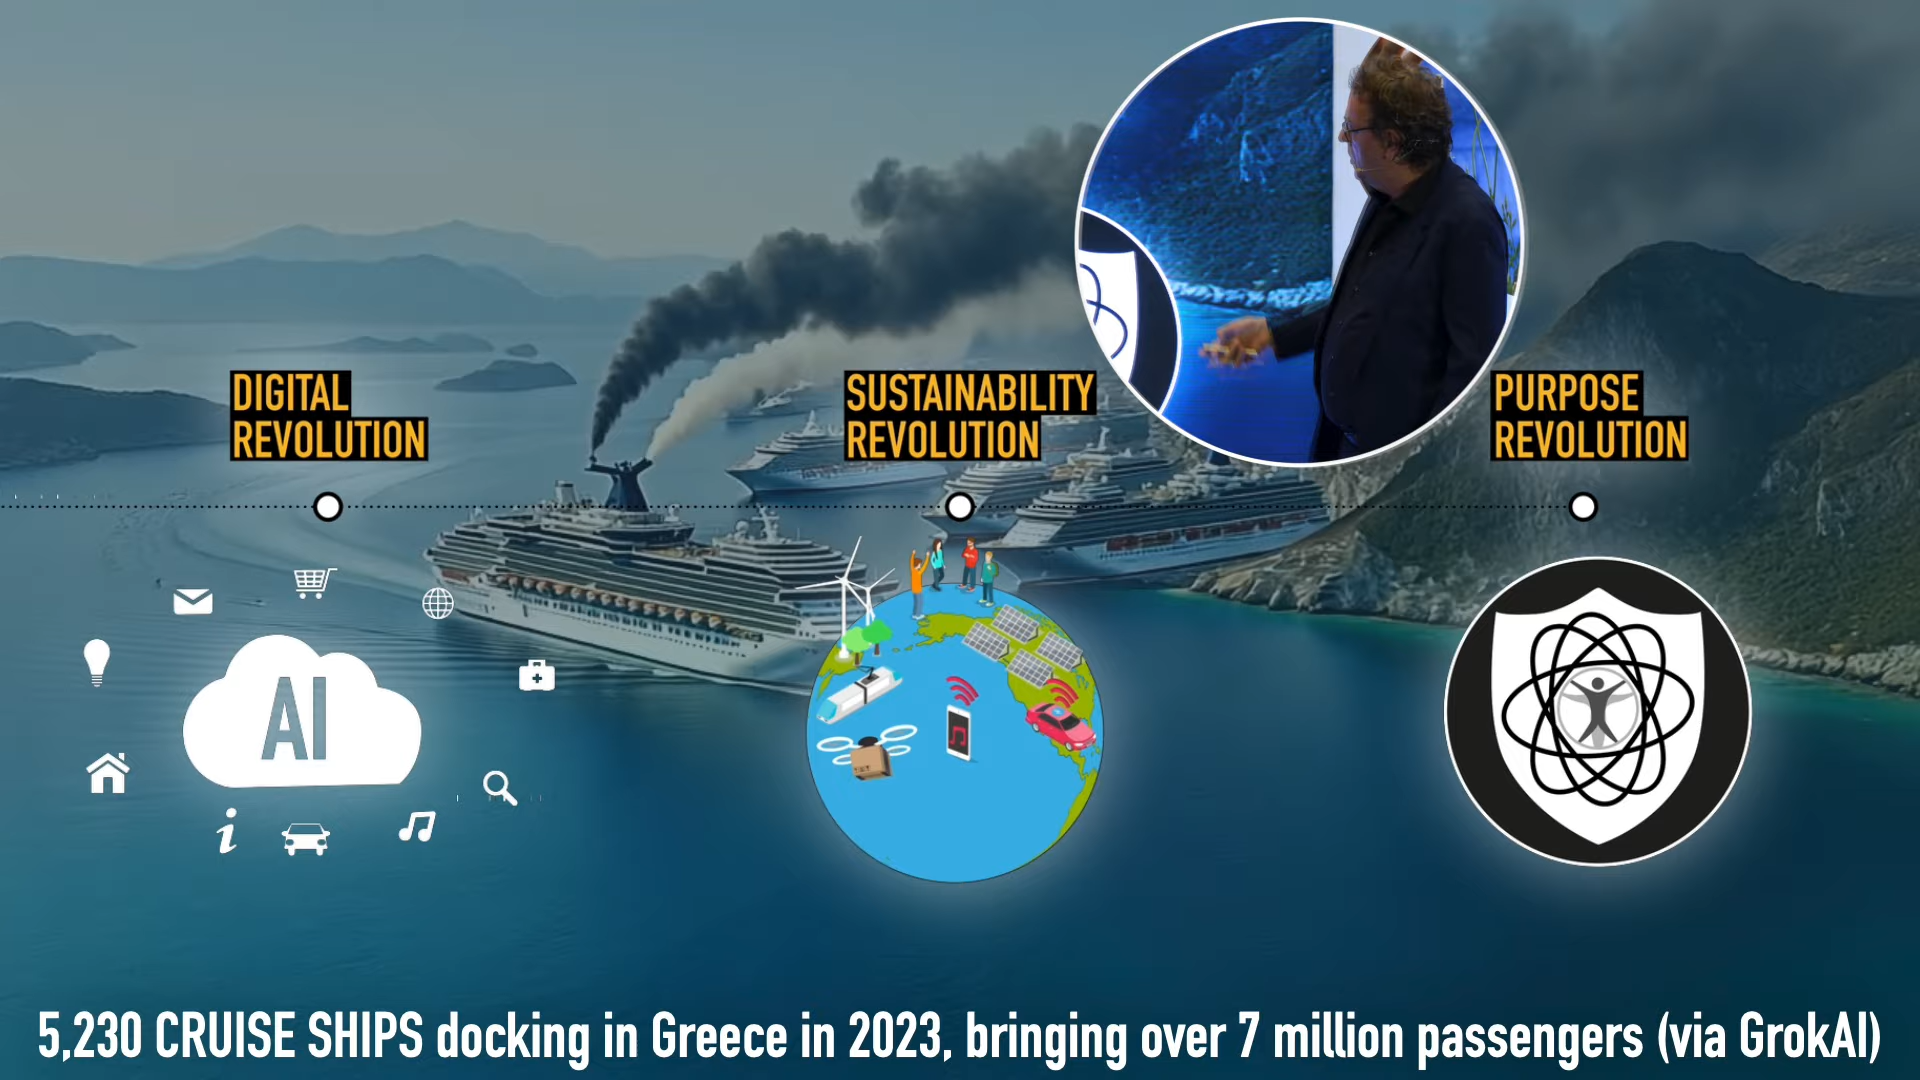 DIGITAL
REVOLUTION
SUSTAINABILITY
REVOLUTION
PURPOSE
REVOLUTION
AI
5,230 CRUISE SHIPS docking in Greece in 2023, bringing over 7 million passengers (via GrokAI)